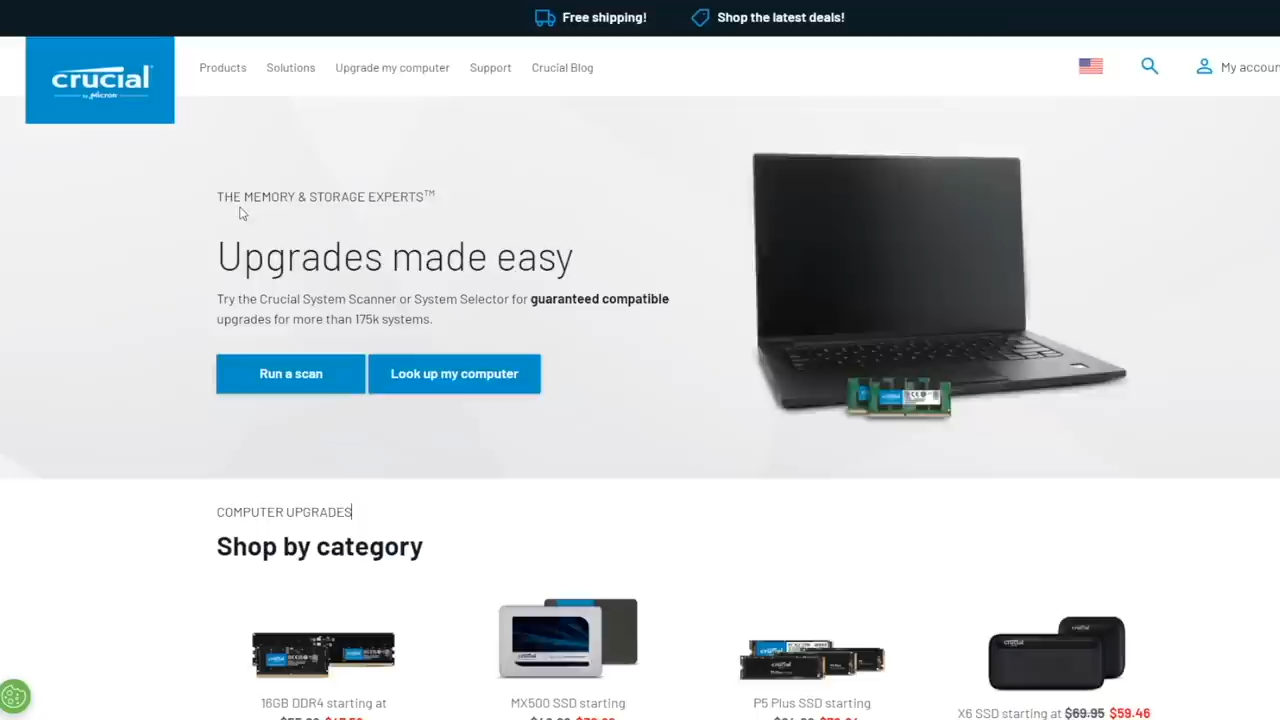 Free shipping!
Shop the latest deals!
crucial
by Micron
Products
Solutions
Upgrade my computer
Support
Crucial Blog
My accoun
THE MEMORY & STORAGE EXPERTS™
Upgrades made easy
Try the Crucial System Scanner or System Selector for guaranteed compatible
upgrades for more than 175k systems.
Run a scan
Look up my computer
COMPUTER UPGRADES
Shop by category
16GB DDR4 starting at
MX500 SSD starting
P5 Plus SSD starting
X6 SSD starting at $69.95 $59.46